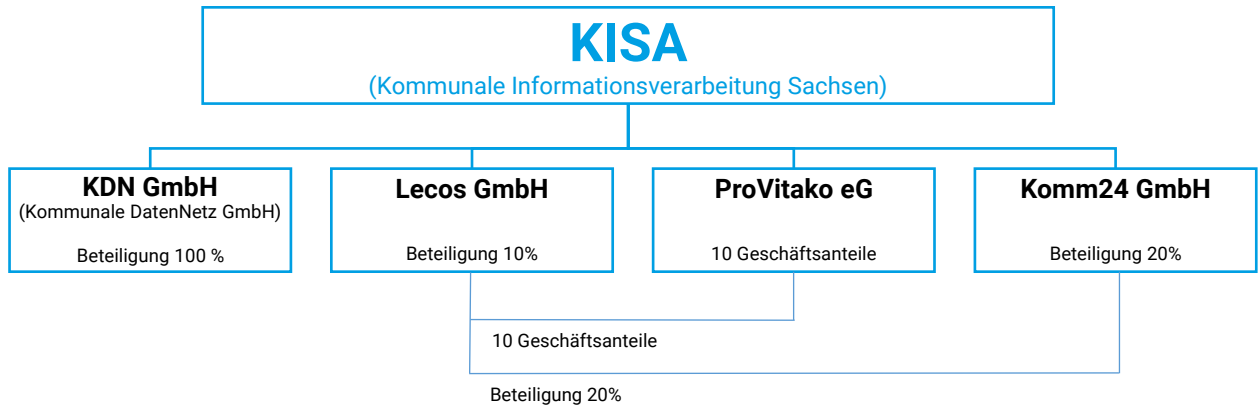 KISA
(Kommunale Informationsverarbeitung Sachsen)
KDN GmbH
(Kommunale DatenNetz GmbH)
Beteiligung 100 %
Lecos GmbH
Beteiligung 10%
ProVitako eG
10 Geschäftsanteile
Komm24 GmbH
Beteiligung 20%
10 Geschäftsanteile
Beteiligung 20%